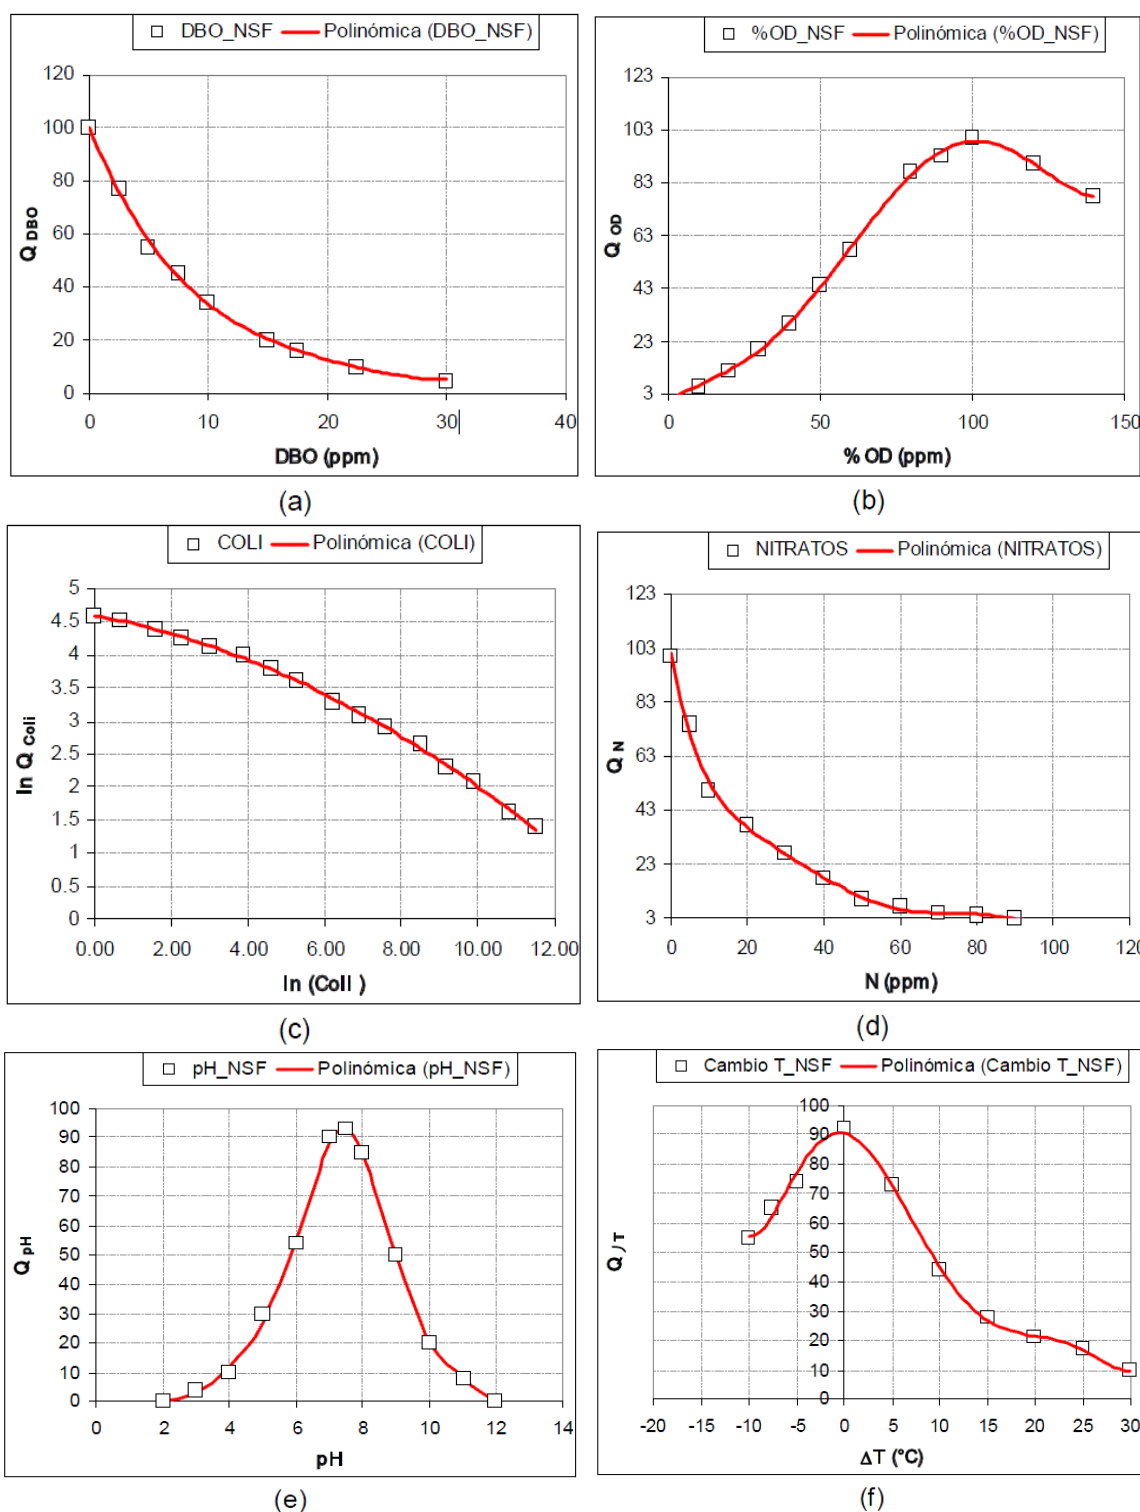 DBO_NSF Polinómica (DBO_NSF)
120
100
80
60
40
20
0
Q DBO
0 10 20 30 40
DBO (ppm)
(a)
%OD_NSF Polinómica (%OD_NSF)
123
103
83
63
43
23
3
Q OD
0 50 100 150
% OD (ppm)
(b)
COLI Polinómica (COLI)
5
4.5
4
3.5
3
2.5
2
1.5
1
0.5
0
ln Q Coli
0.00 2.00 4.00 6.00 8.00 10.00 12.00
ln (Coli )
(c)
NITRATOS Polinómica (NITRATOS)
123
103
83
63
43
23
3
Q N
0 20 40 60 80 100 120
N (ppm)
(d)
pH_NSF Polinómica (pH_NSF)
100
90
80
70
60
50
40
30
20
10
0
Q pH
0 2 4 6 8 10 12 14
pH
(e)
Cambio T_NSF Polinómica (Cambio T_NSF)
100
90
80
70
60
50
40
30
20
10
0
Q /T
-20 -10 -5 0 5 10 15 20 25 30
ΔT (°C)
(f)